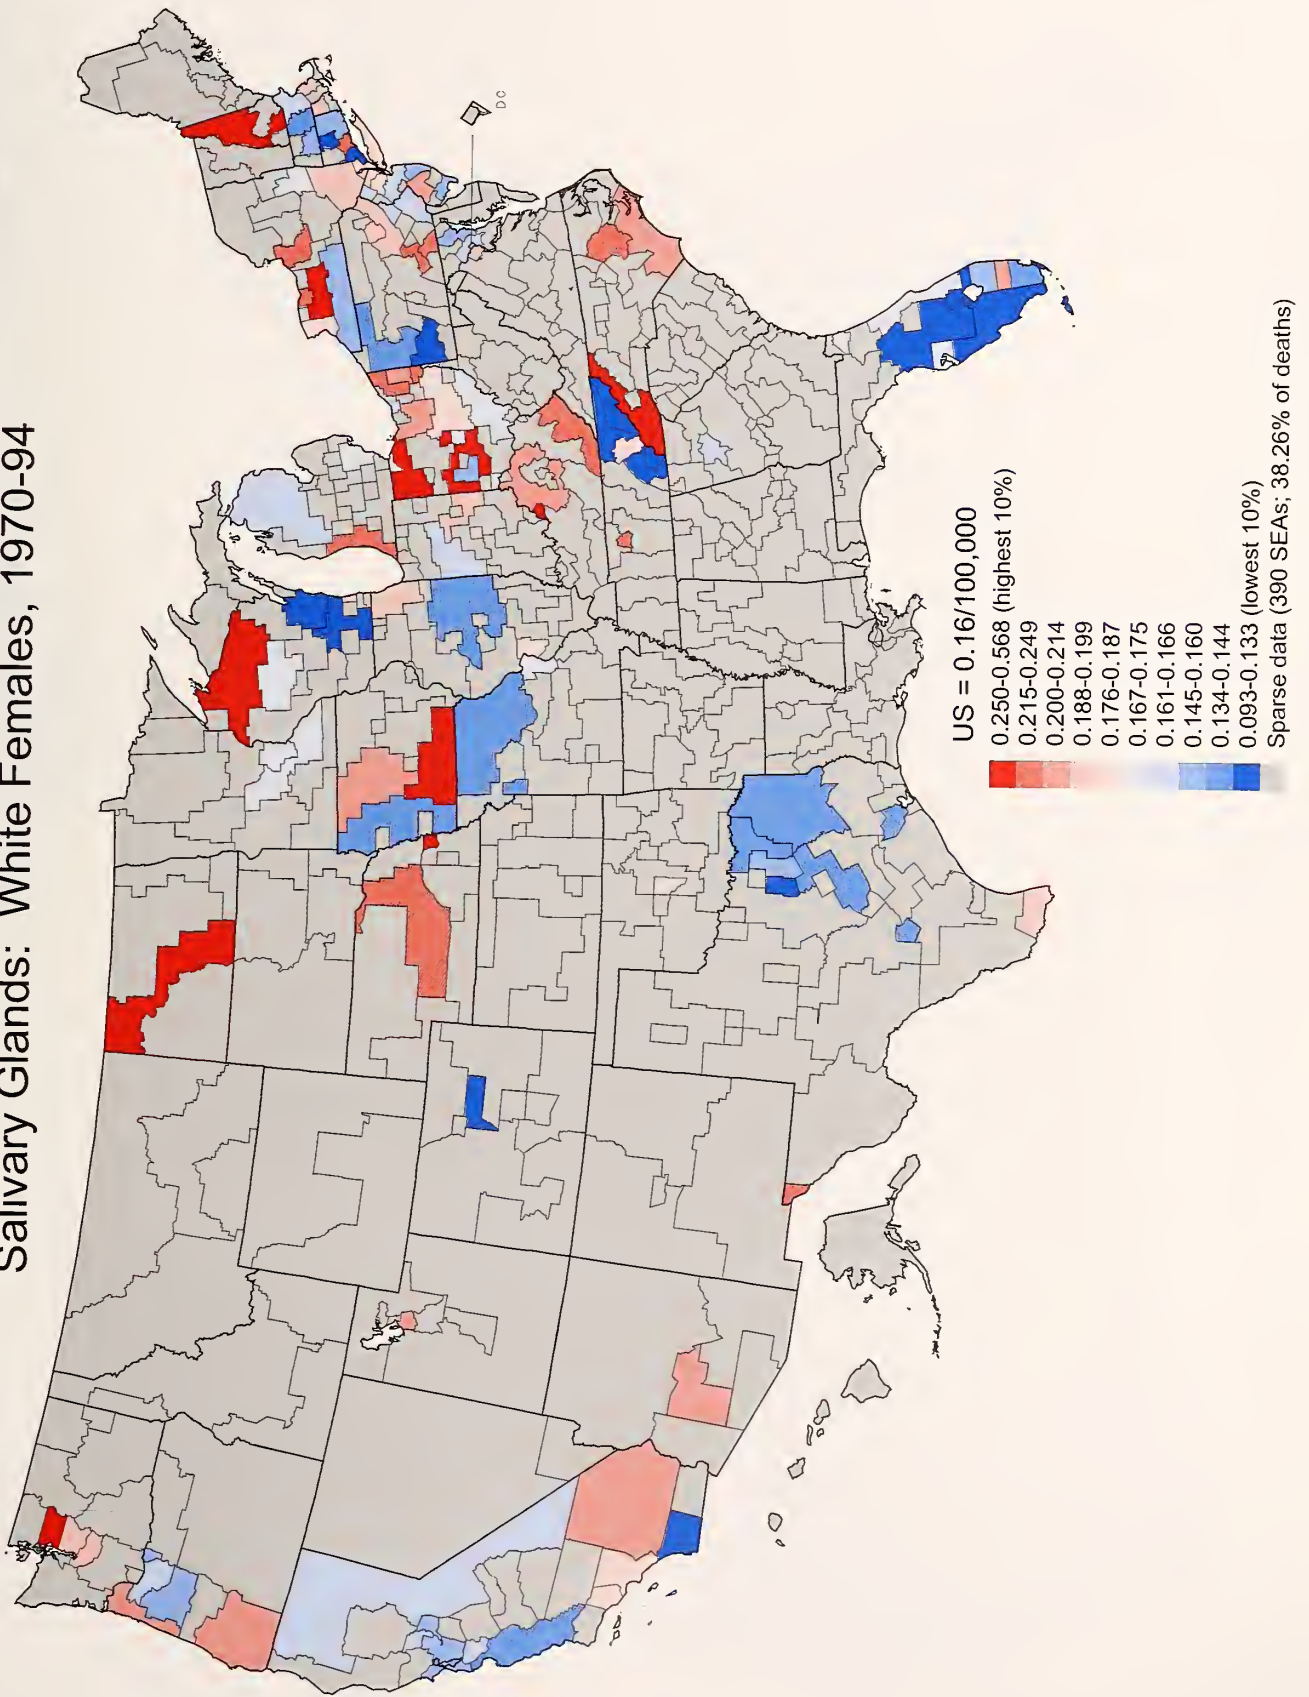 Salivary Glands: White Females, 1970-94
DC
US = 0.16/100,000
0.250-0.568 (highest 10%)
0.215-0.249
0.200-0.214
0.188-0.199
0.176-0.187
0.167-0.175
0.161-0.166
0.145-0.160
0.134-0.144
0.093-0.133 (lowest 10%)
Sparse data (390 SEAs; 38.26% of deaths)